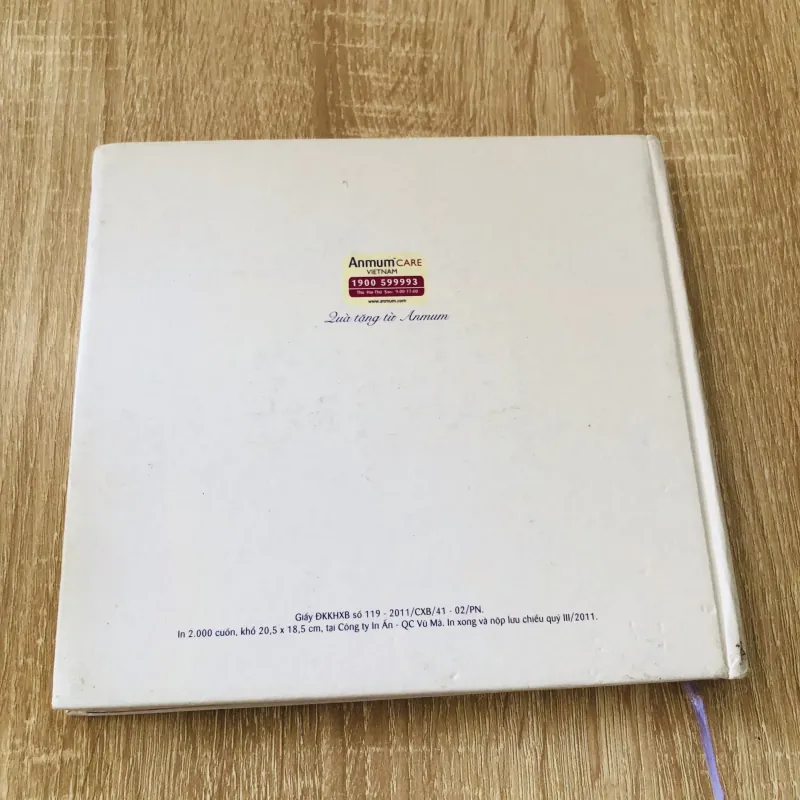 Anmum CARE
VIETNAM
1900 599993
www.anmum.com
Quà tặng từ Anmum
Giấy ĐKKHXB số 119 - 2011/CXB/41 - 02/PN.
In 2.000 cuốn, khổ 20,5 x 18,5 cm, tại Công ty In Ấn - QC Vũ Mã. In xong và nộp lưu chiểu quý III/2011.